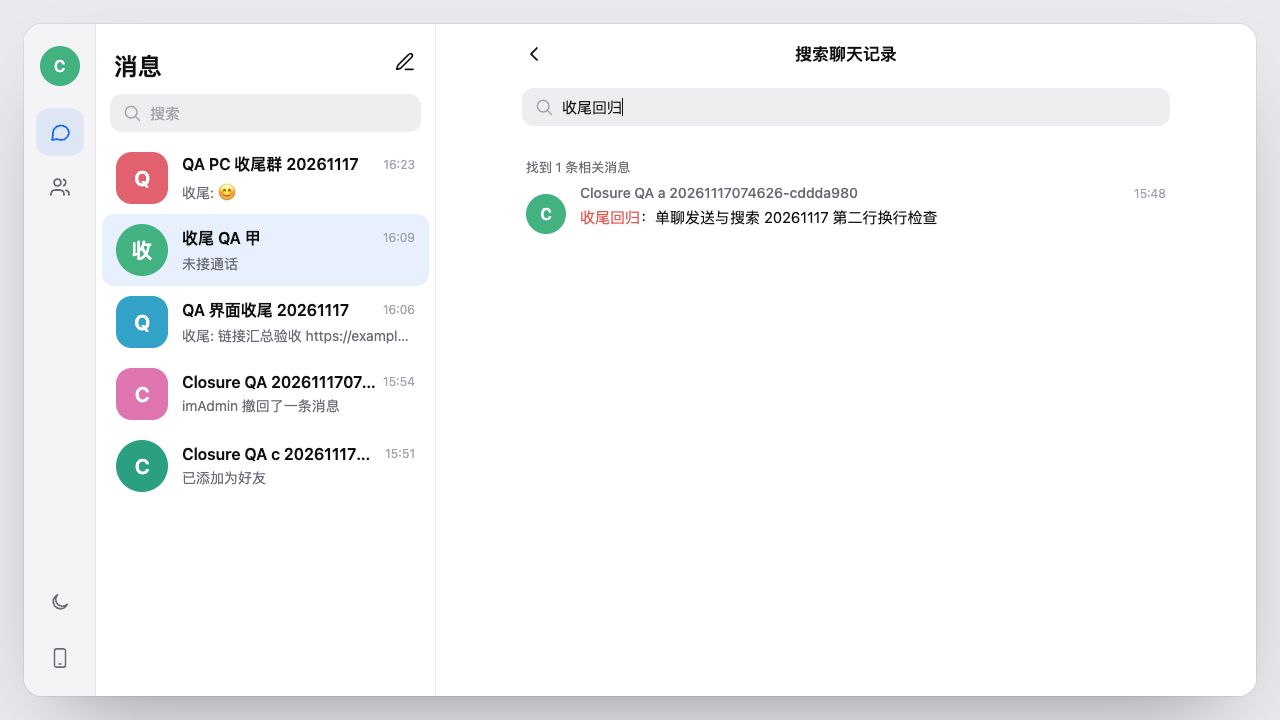 C
消息
搜索
Q
QA PC 收尾群 20261117
16:23
收尾: 😊
收
收尾 QA 甲
16:09
未接通话
Q
QA 界面收尾 20261117
16:06
收尾: 链接汇总验收 https://exampl...
C
Closure QA 2026111707...
15:54
imAdmin 撤回了一条消息
C
Closure QA c 20261117...
15:51
已添加为好友
搜索聊天记录
收尾回归
找到 1 条相关消息
C
Closure QA a 20261117074626-cddda980
15:48
收尾回归：单聊发送与搜索 20261117 第二行换行检查